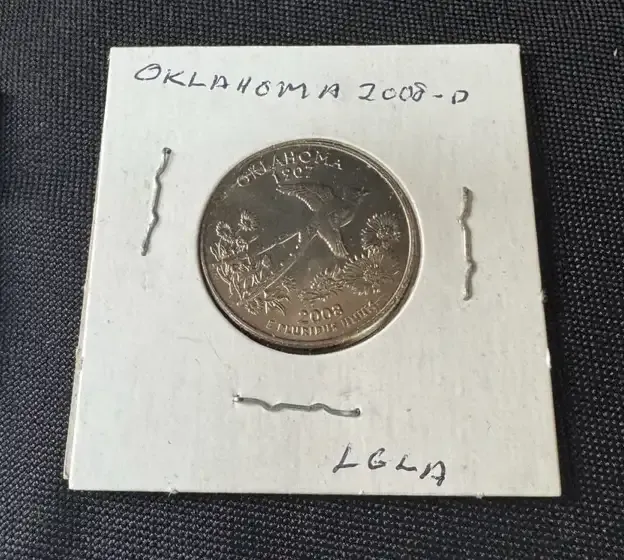 OKLAHOMA 2008-D
OKLAHOMA
1907
2008
E PLURIBUS UNUM
LGLA